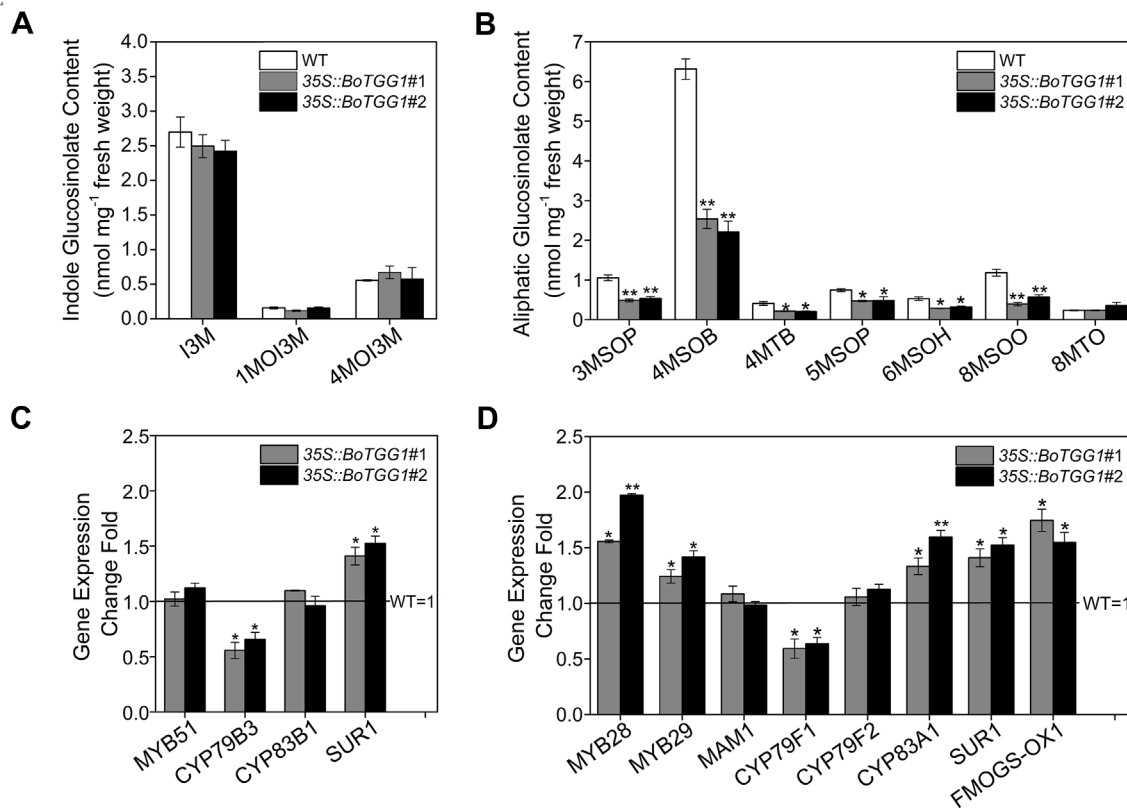 A
Indole Glucosinolate Content
(nmol mg-1 fresh weight)
4.0
3.5
3.0
2.5
2.0
1.5
1.0
0.5
0.0
WT
35S::BoTGG1#1
35S::BoTGG1#2
I3M
1MOI3M
4MOI3M
B
Aliphatic Glucosinolate Content
(nmol mg-1 fresh weight)
7
6
5
4
3
2
1
0
WT
35S::BoTGG1#1
35S::BoTGG1#2
** **
** **
* *
* *
* *
** **
3MSOP
4MSOB
4MTB
5MSOP
6MSOH
8MSOO
8MTO
C
Gene Expression
Change Fold
2.5
2.0
1.5
1.0
0.5
0.0
35S::BoTGG1#1
35S::BoTGG1#2
* *
* *
WT=1
MYB51
CYP79B3
CYP83B1
SUR1
D
Gene Expression
Change Fold
2.5
2.0
1.5
1.0
0.5
0.0
35S::BoTGG1#1
35S::BoTGG1#2
* **
* *
* *
* **
* *
* *
WT=1
MYB28
MYB29
MAM1
CYP79F1
CYP79F2
CYP83A1
SUR1
FMOGS-OX1